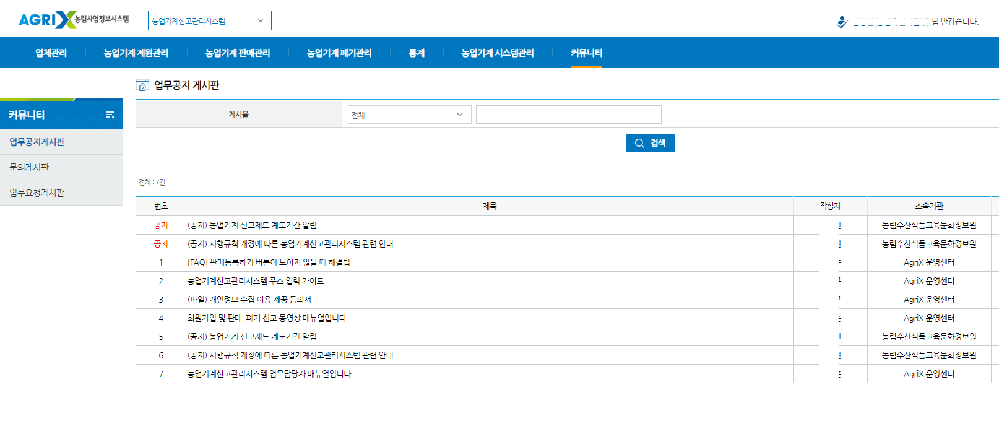 AGRIX 농림사업정보시스템
농업기계신고관리시스템
님 반갑습니다.
업체관리 농업기계 제원관리 농업기계 판매관리 농업기계 폐기관리 통계 농업기계 시스템관리 커뮤니티
업무공지 게시판
커뮤니티
업무공지게시판
문의게시판
업무요청게시판
게시물 전체
검색
전체 : 7건
번호 제목 작성자 소속기관
공지 (공지) 농업기계 신고제도 계도기간 알림 농림수산식품교육문화정보원
공지 (공지) 시행규칙 개정에 따른 농업기계신고관리시스템 관련 안내 농림수산식품교육문화정보원
1 [FAQ] 판매등록하기 버튼이 보이지 않을 때 해결법 AgriX 운영센터
2 농업기계신고관리시스템 주소 입력 가이드 AgriX 운영센터
3 (파일) 개인정보 수집 이용 제공 동의서 AgriX 운영센터
4 회원가입 및 판매, 폐기 신고 동영상 매뉴얼입니다 AgriX 운영센터
5 (공지) 농업기계 신고제도 계도기간 알림 농림수산식품교육문화정보원
6 (공지) 시행규칙 개정에 따른 농업기계신고관리시스템 관련 안내 농림수산식품교육문화정보원
7 농업기계신고관리시스템 업무담당자 매뉴얼입니다 AgriX 운영센터